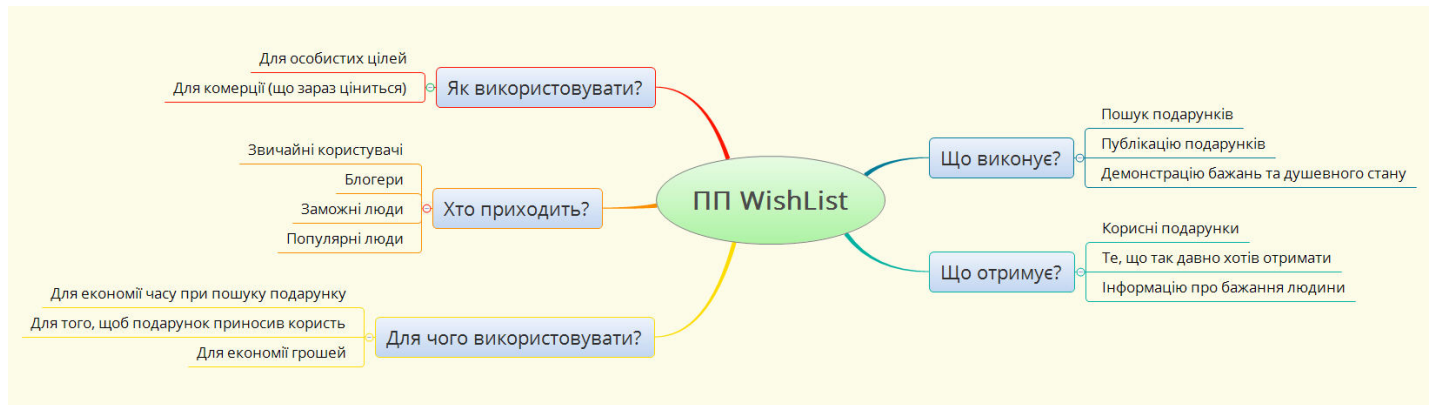 ПП WishList
Як використовувати?
Для особистих цілей
Для комерції (що зараз ціниться)
Хто приходить?
Звичайні користувачі
Блогери
Заможні люди
Популярні люди
Для чого використовувати?
Для економії часу при пошуку подарунку
Для того, щоб подарунок приносив користь
Для економії грошей
Що виконує?
Пошук подарунків
Публікацію подарунків
Демонстрацію бажань та душевного стану
Що отримує?
Корисні подарунки
Те, що так давно хотів отримати
Інформацію про бажання людини